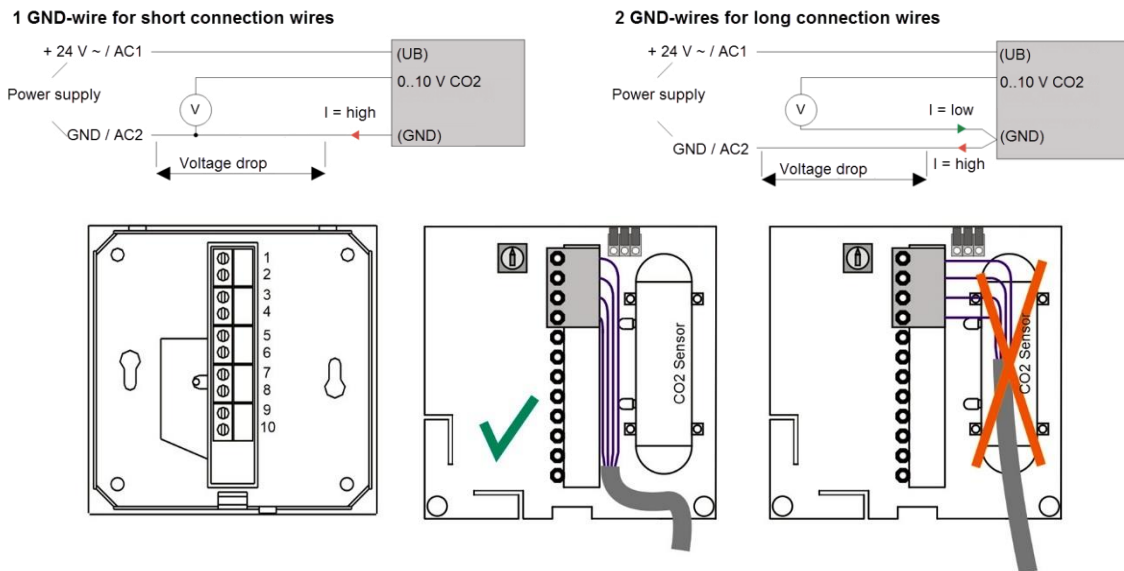 1 GND-wire for short connection wires
+ 24 V ~ / AC1
(UB)
0..10 V CO2
Power supply
V
I = high
GND / AC2
(GND)
Voltage drop
2 GND-wires for long connection wires
+ 24 V ~ / AC1
(UB)
0..10 V CO2
Power supply
V
I = low
(GND)
GND / AC2
I = high
Voltage drop
1
2
3
4
5
6
7
8
9
10
CO2 Sensor
CO2 Sensor